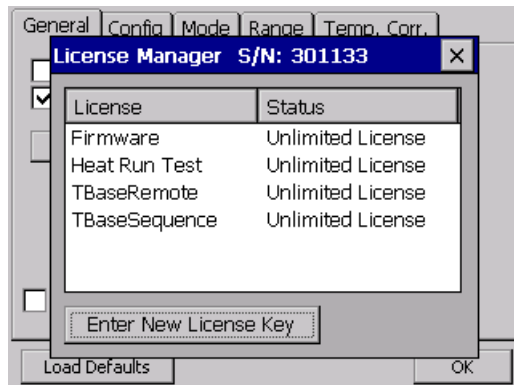 General Config Mode Range Temp. Corr.
License Manager S/N: 301133
License Status
Firmware Unlimited License
Heat Run Test Unlimited License
TBaseRemote Unlimited License
TBaseSequence Unlimited License
Enter New License Key
Load Defaults OK